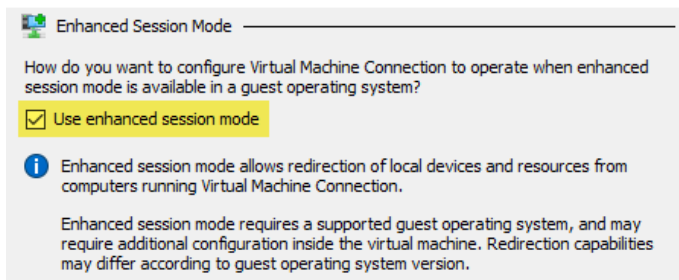 Enhanced Session Mode
How do you want to configure Virtual Machine Connection to operate when enhanced
session mode is available in a guest operating system?
Use enhanced session mode
Enhanced session mode allows redirection of local devices and resources from
computers running Virtual Machine Connection.
Enhanced session mode requires a supported guest operating system, and may
require additional configuration inside the virtual machine. Redirection capabilities
may differ according to guest operating system version.